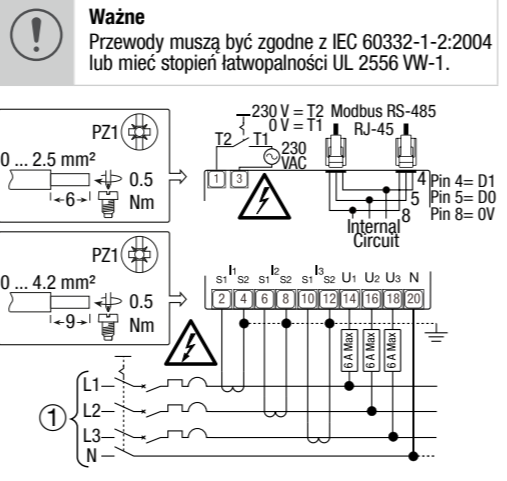 Ważne
Przewody muszą być zgodne z IEC 60332-1-2:2004
lub mieć stopień łatwopalności UL 2556 VW-1.
PZ1
0 ... 2.5 mm²
6
0.5
Nm
230 V = T2
0 V = T1
T2 T1
230
VAC
1 3
Modbus RS-485
RJ-45
4 Pin 4= D1
5 Pin 5= D0
8 Pin 8= 0V
Internal
Circuit
PZ1
0 ... 4.2 mm²
9
0.5
Nm
I1 I2 I3
S1 S2 S1 S2 S1 S2 U1 U2 U3 N
2 4 6 8 10 12 14 16 18 20
6 A Max 6 A Max 6 A Max
1
L1
L2
L3
N